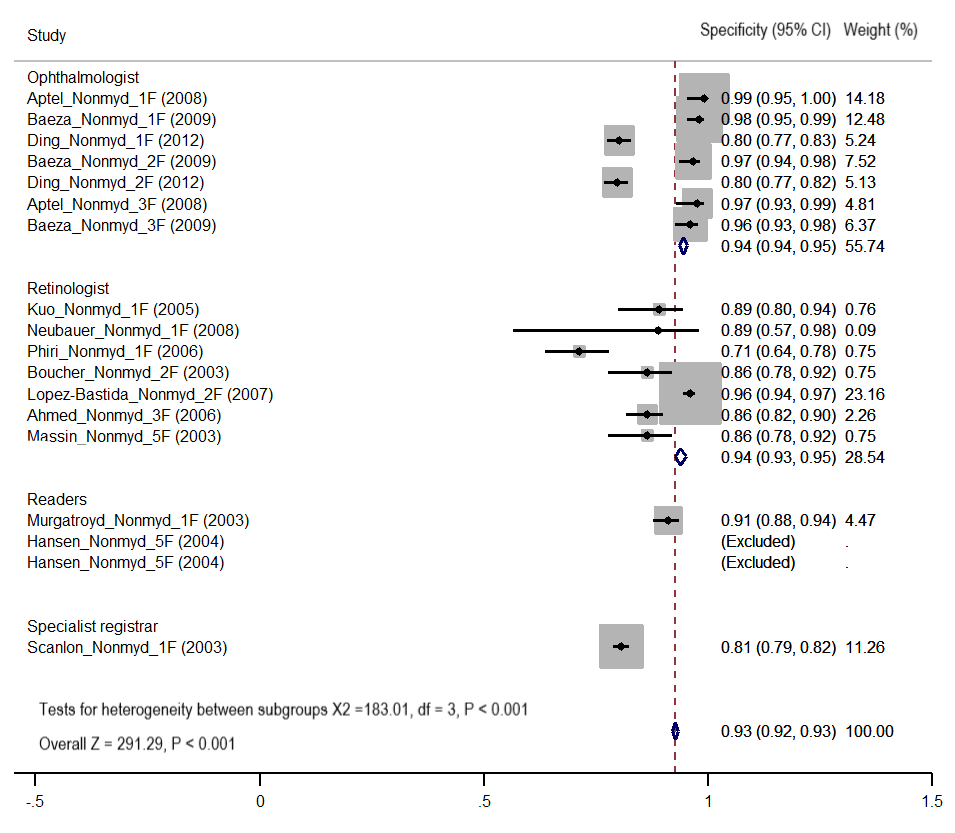 Study Specificity (95% CI) Weight (%)
Ophthalmologist
Aptel_Nonmyd_1F (2008) 0.99 (0.95, 1.00) 14.18
Baeza_Nonmyd_1F (2009) 0.98 (0.95, 0.99) 12.48
Ding_Nonmyd_1F (2012) 0.80 (0.77, 0.83) 5.24
Baeza_Nonmyd_2F (2009) 0.97 (0.94, 0.98) 7.52
Ding_Nonmyd_2F (2012) 0.80 (0.77, 0.82) 5.13
Aptel_Nonmyd_3F (2008) 0.97 (0.93, 0.99) 4.81
Baeza_Nonmyd_3F (2009) 0.96 (0.93, 0.98) 6.37
0.94 (0.94, 0.95) 55.74
Retinologist
Kuo_Nonmyd_1F (2005) 0.89 (0.80, 0.94) 0.76
Neubauer_Nonmyd_1F (2008) 0.89 (0.57, 0.98) 0.09
Phiri_Nonmyd_1F (2006) 0.71 (0.64, 0.78) 0.75
Boucher_Nonmyd_2F (2003) 0.86 (0.78, 0.92) 0.75
Lopez-Bastida_Nonmyd_2F (2007) 0.96 (0.94, 0.97) 23.16
Ahmed_Nonmyd_3F (2006) 0.86 (0.82, 0.90) 2.26
Massin_Nonmyd_5F (2003) 0.86 (0.78, 0.92) 0.75
0.94 (0.93, 0.95) 28.54
Readers
Murgatroyd_Nonmyd_1F (2003) 0.91 (0.88, 0.94) 4.47
Hansen_Nonmyd_5F (2004) (Excluded) .
Hansen_Nonmyd_5F (2004) (Excluded) .
Specialist registrar
Scanlon_Nonmyd_1F (2003) 0.81 (0.79, 0.82) 11.26
Tests for heterogeneity between subgroups X2 =183.01, df = 3, P < 0.001
0.93 (0.92, 0.93) 100.00
Overall Z = 291.29, P < 0.001
-.5 0 .5 1 1.5